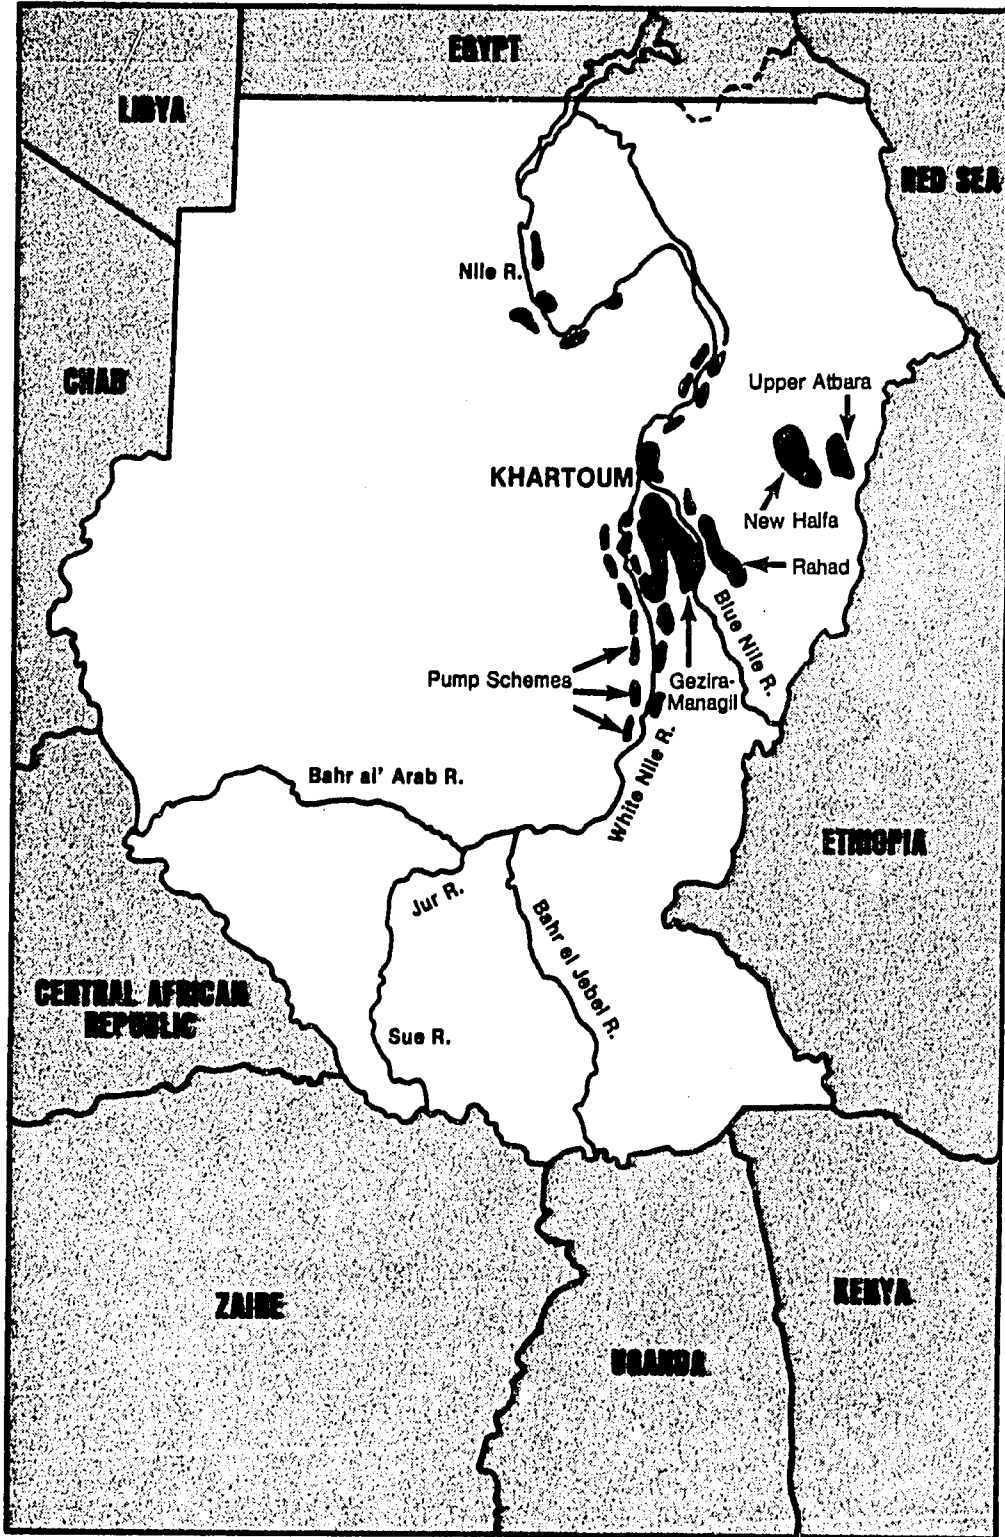 EGYPT
LIBYA
RED SEA
Nile R.
CHAD
Upper Atbara
KHARTOUM
New Halfa
Rahad
Blue Nile R.
Pump Schemes
Gezira-
Managil
White Nile R.
Bahr al' Arab R.
ETHIOPIA
Jur R.
Bahr el Jebel R.
CENTRAL AFRICAN
REPUBLIC
Sue R.
ZAIRE
KENYA
UGANDA